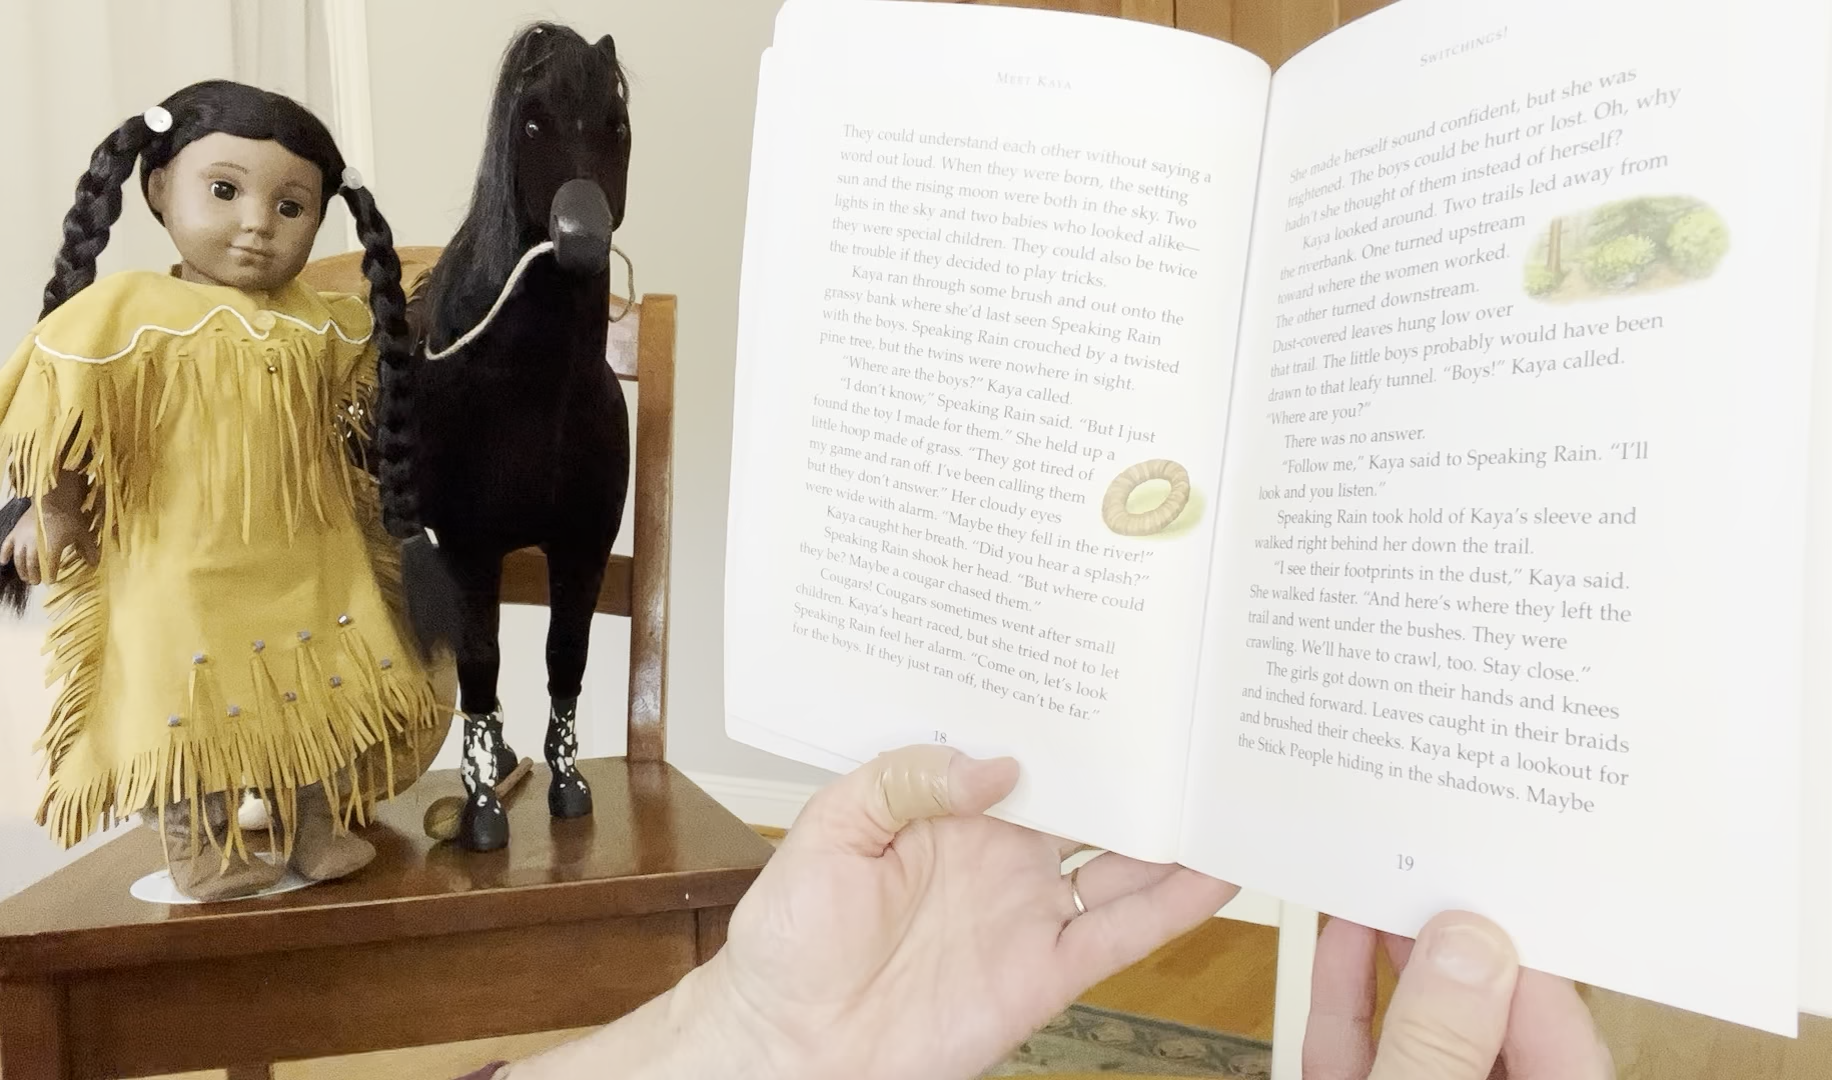 MEET KAYA
They could understand each other without saying a
word out loud. When they were born, the setting
sun and the rising moon were both in the sky. Two
lights in the sky and two babies who looked alike—
they were special children. They could also be twice
the trouble if they decided to play tricks.
Kaya ran through some brush and out onto the
grassy bank where she'd last seen Speaking Rain
with the boys. Speaking Rain crouched by a twisted
pine tree, but the twins were nowhere in sight.
"Where are the boys?" Kaya called.
"I don't know," Speaking Rain said. "But I just
found the toy I made for them." She held up a
little hoop made of grass. "They got tired of
my game and ran off. I've been calling them
but they don't answer." Her cloudy eyes
were wide with alarm. "Maybe they fell in the river!"
Kaya caught her breath. "Did you hear a splash?"
Speaking Rain shook her head. "But where could
they be? Maybe a cougar chased them."
Cougars! Cougars sometimes went after small
children. Kaya's heart raced, but she tried not to let
Speaking Rain feel her alarm. "Come on, let's look
for the boys. If they just ran off, they can't be far."
18
SWITCHINGS!
She made herself sound confident, but she was
frightened. The boys could be hurt or lost. Oh, why
hadn't she thought of them instead of herself?
Kaya looked around. Two trails led away from
the riverbank. One turned upstream
toward where the women worked.
The other turned downstream.
Dust-covered leaves hung low over
that trail. The little boys probably would have been
drawn to that leafy tunnel. "Boys!" Kaya called.
"Where are you?"
There was no answer.
"Follow me," Kaya said to Speaking Rain. "I'll
look and you listen."
Speaking Rain took hold of Kaya's sleeve and
walked right behind her down the trail.
"I see their footprints in the dust," Kaya said.
She walked faster. "And here's where they left the
trail and went under the bushes. They were
crawling. We'll have to crawl, too. Stay close."
The girls got down on their hands and knees
and inched forward. Leaves caught in their braids
and brushed their cheeks. Kaya kept a lookout for
the Stick People hiding in the shadows. Maybe
19